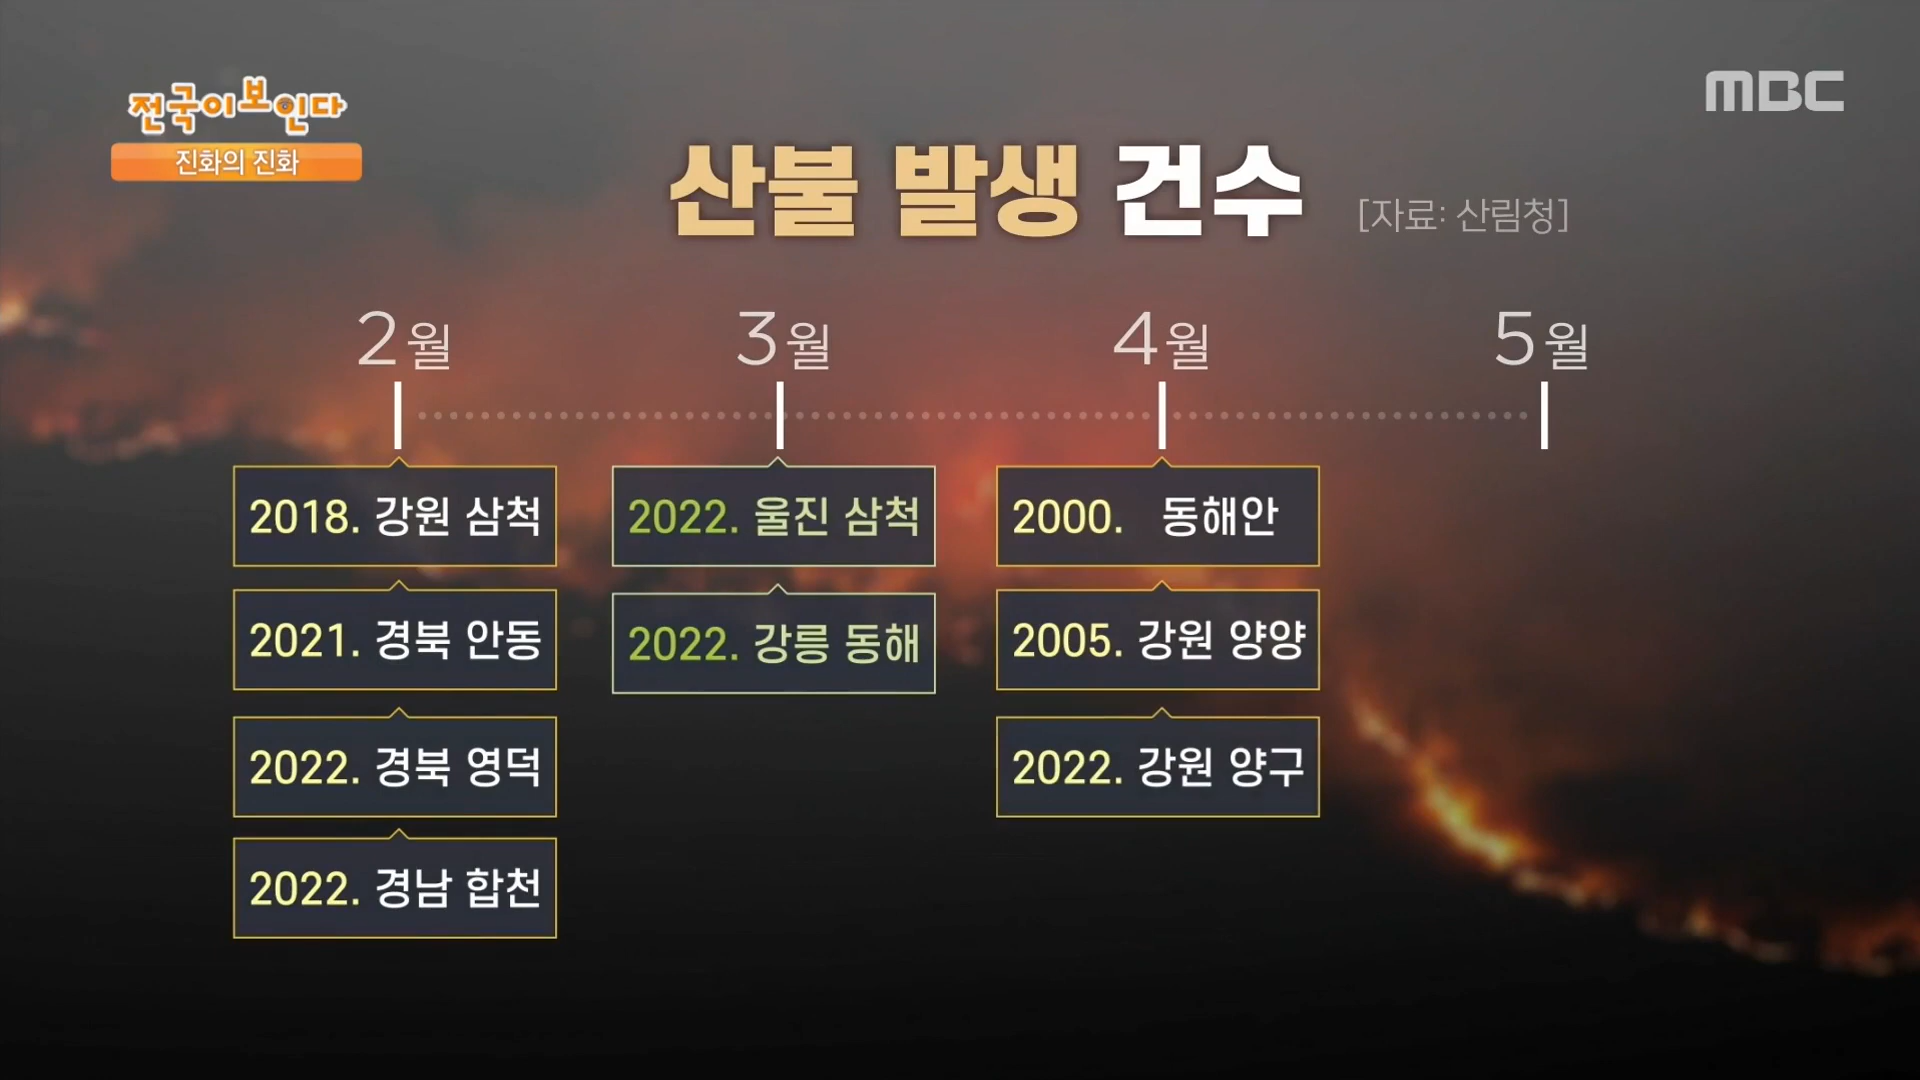 전국이보인다
진화의 진화
MBC
산불 발생 건수 [자료: 산림청]
2월
3월
4월
5월
2018. 강원 삼척
2021. 경북 안동
2022. 경북 영덕
2022. 경남 합천
2022. 울진 삼척
2022. 강릉 동해
2000. 동해안
2005. 강원 양양
2022. 강원 양구